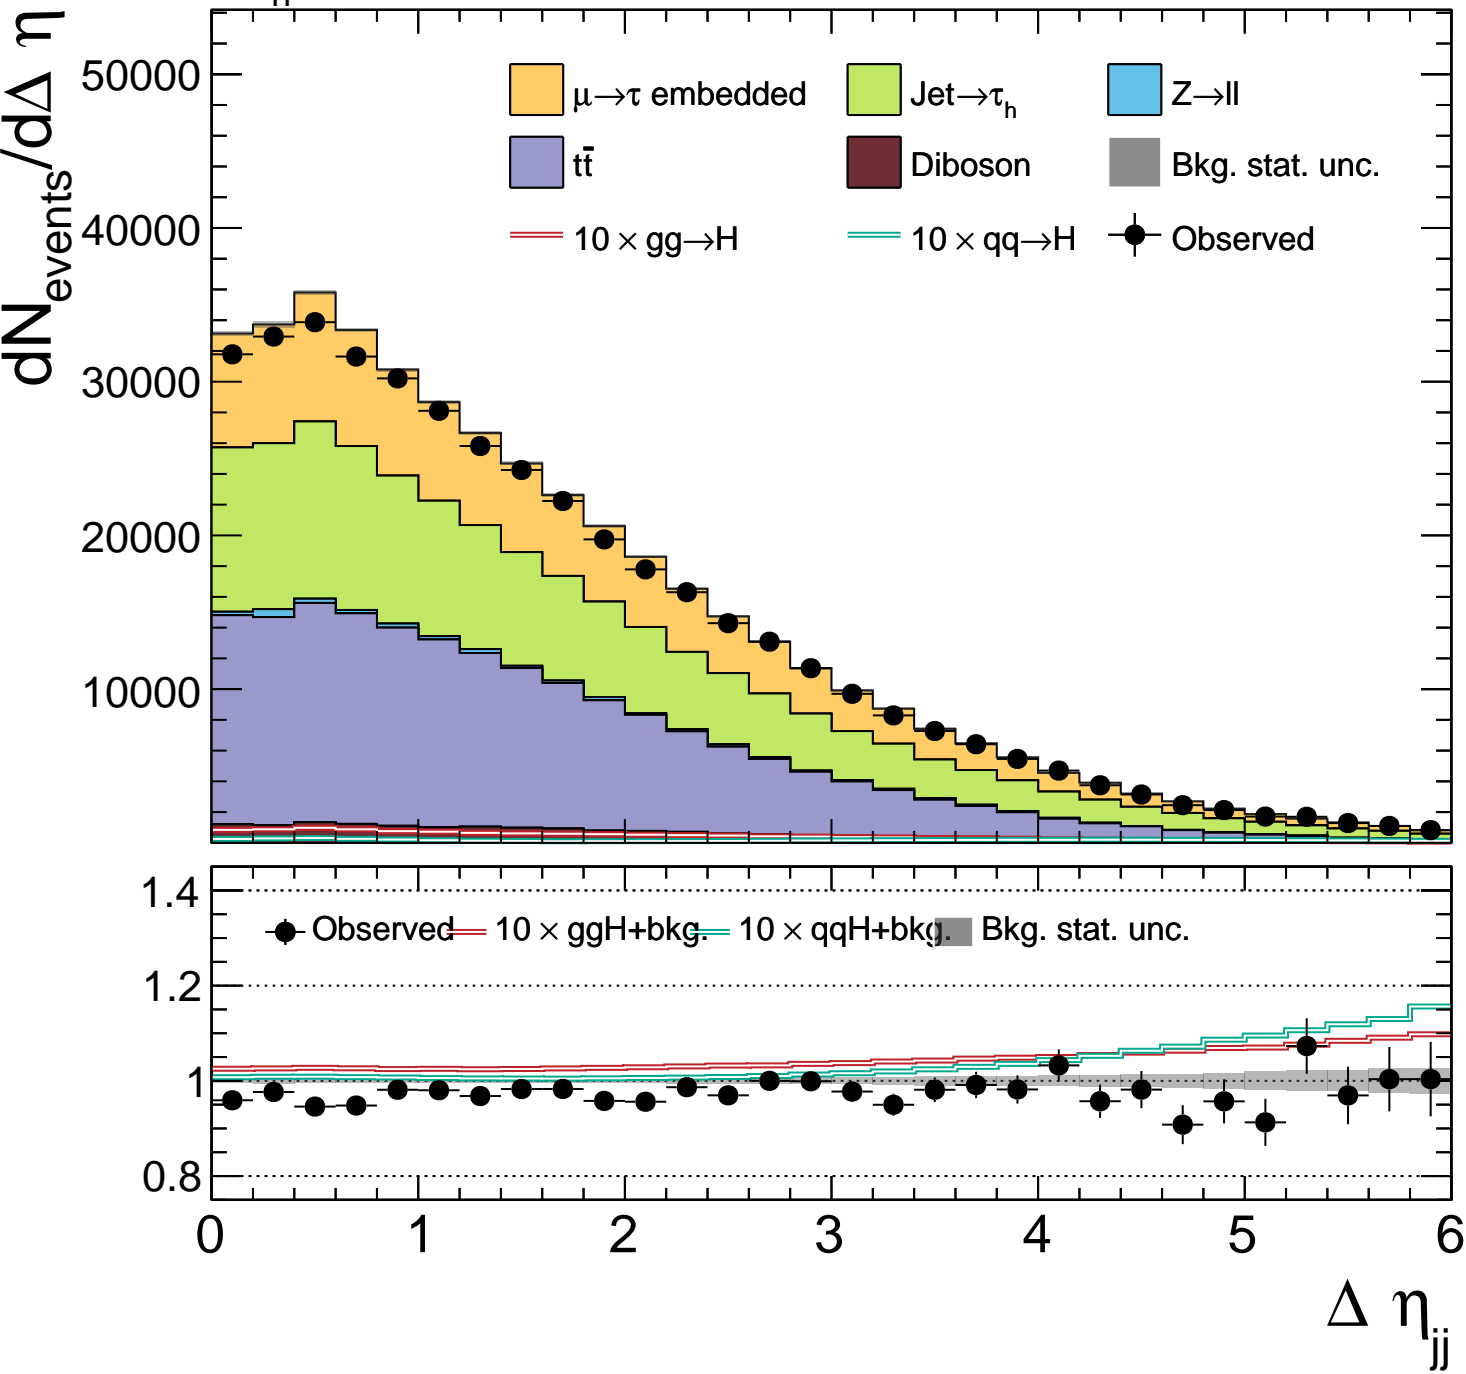 dN_events/dΔ η
50000
40000
30000
20000
10000
μ→τ embedded
Jet→τ_h
Z→ll
tt̄
Diboson
Bkg. stat. unc.
10 × gg→H
10 × qq→H
Observed
1.4
1.2
1
0.8
Observed
10 × ggH+bkg.
10 × qqH+bkg.
Bkg. stat. unc.
0 1 2 3 4 5 6
Δ η_jj